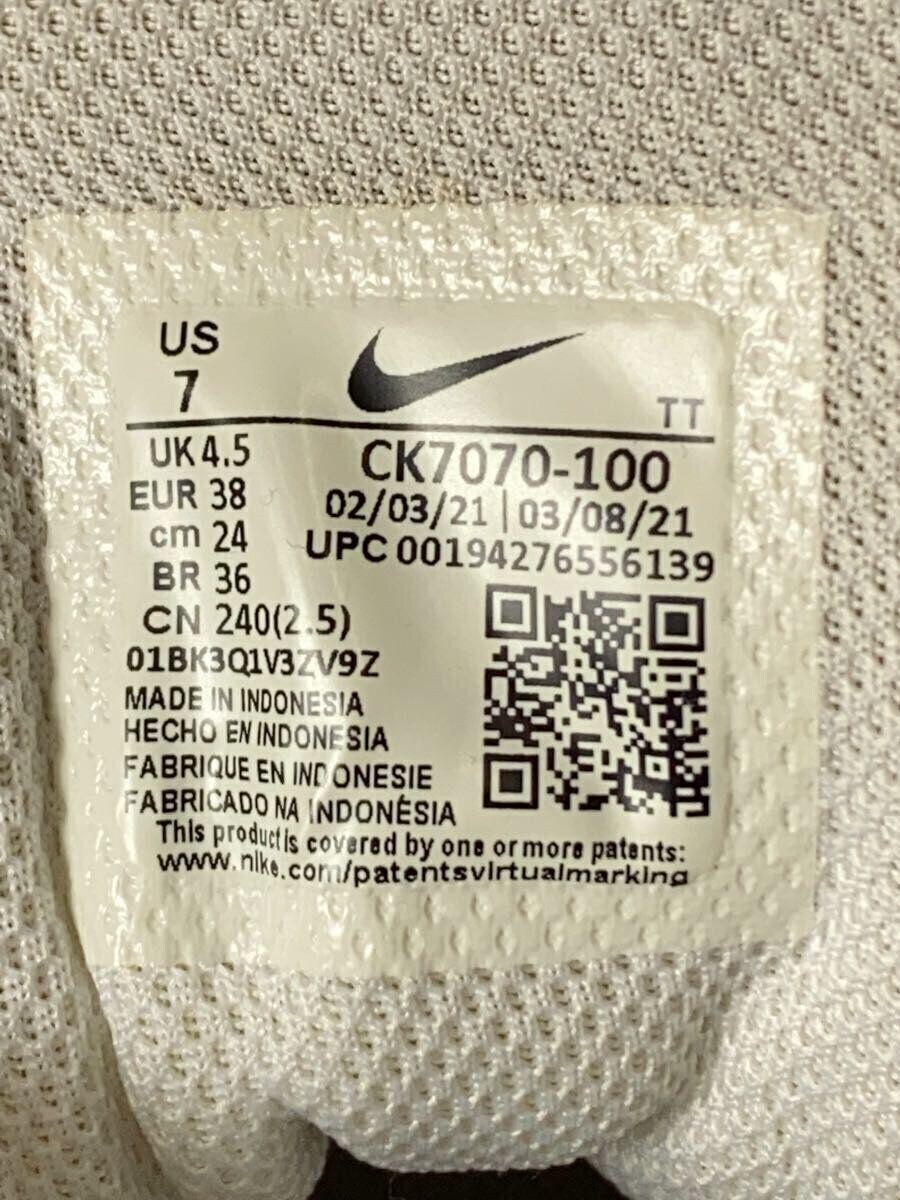 US
7
TT
UK 4.5
EUR 38
cm 24
BR 36
CN 240(2.5)
CK7070-100
02/03/21 | 03/08/21
UPC 00194276556139
01BK3Q1V3ZV9Z
MADE IN INDONESIA
HECHO EN INDONESIA
FABRIQUE EN INDONESIE
FABRICADO NA INDONÉSIA
This product is covered by one or more patents:
www.nike.com/patentsvirtualmarking